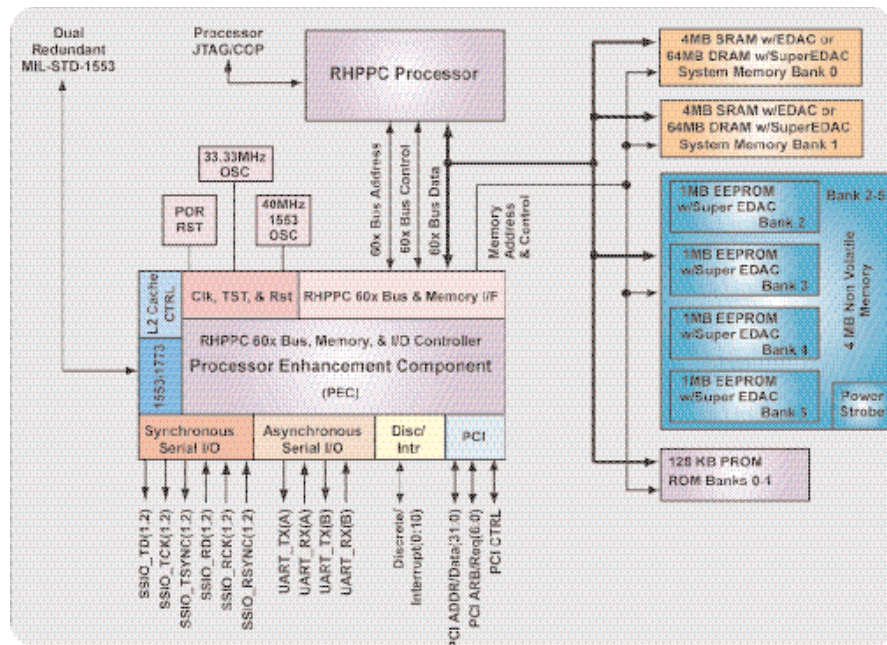 Dual
Redundant
MIL-STD-1553
Processor
JTAG/COP
RHPPC Processor
4MB SRAM w/EDAC or
64MB DRAM w/SuperEDAC
System Memory Bank 0
4MB SRAM w/EDAC or
64MB DRAM w/SuperEDAC
System Memory Bank 1
33.33MHz
OSC
POR
RST
40MHz
1553
OSC
60x Bus Address
60x Bus Control
60x Bus Data
Memory
Address
& Control
1MB EEPROM
w/Super EDAC
Bank 2
Bank 2-5
1MB EEPROM
w/Super EDAC
Bank 3
1MB EEPROM
w/Super EDAC
Bank 4
1MB EEPROM
w/Super EDAC
Bank 5
4 MB Non Volatile
Memory
Power
Strobe
L2 Cache
CTRL
Clk, TST, & Rst
RHPPC 60x Bus & Memory I/F
RHPPC 60x Bus, Memory, & I/O Controller
Processor Enhancement Component
(PEC)
1553-1773
Synchronous
Serial I/O
Asynchronous
Serial I/O
Disc/
Intr
PCI
128 KB PROM
ROM Banks 0-1
SSIO_TD(1.2)
SSIO_TCK(1.2)
SSIO_TSYNC(1.2)
SSIO_RD(1.2)
SSIO_RCK(1.2)
SSIO_RSYNC(1.2)
UART_TX(A)
UART_RX(A)
UART_TX(B)
UART_RX(B)
Discrete/
Interrupt(0:10)
PCI ADDR/Data(31:0)
PCI ARB/Req(6:0)
PCI CTRL